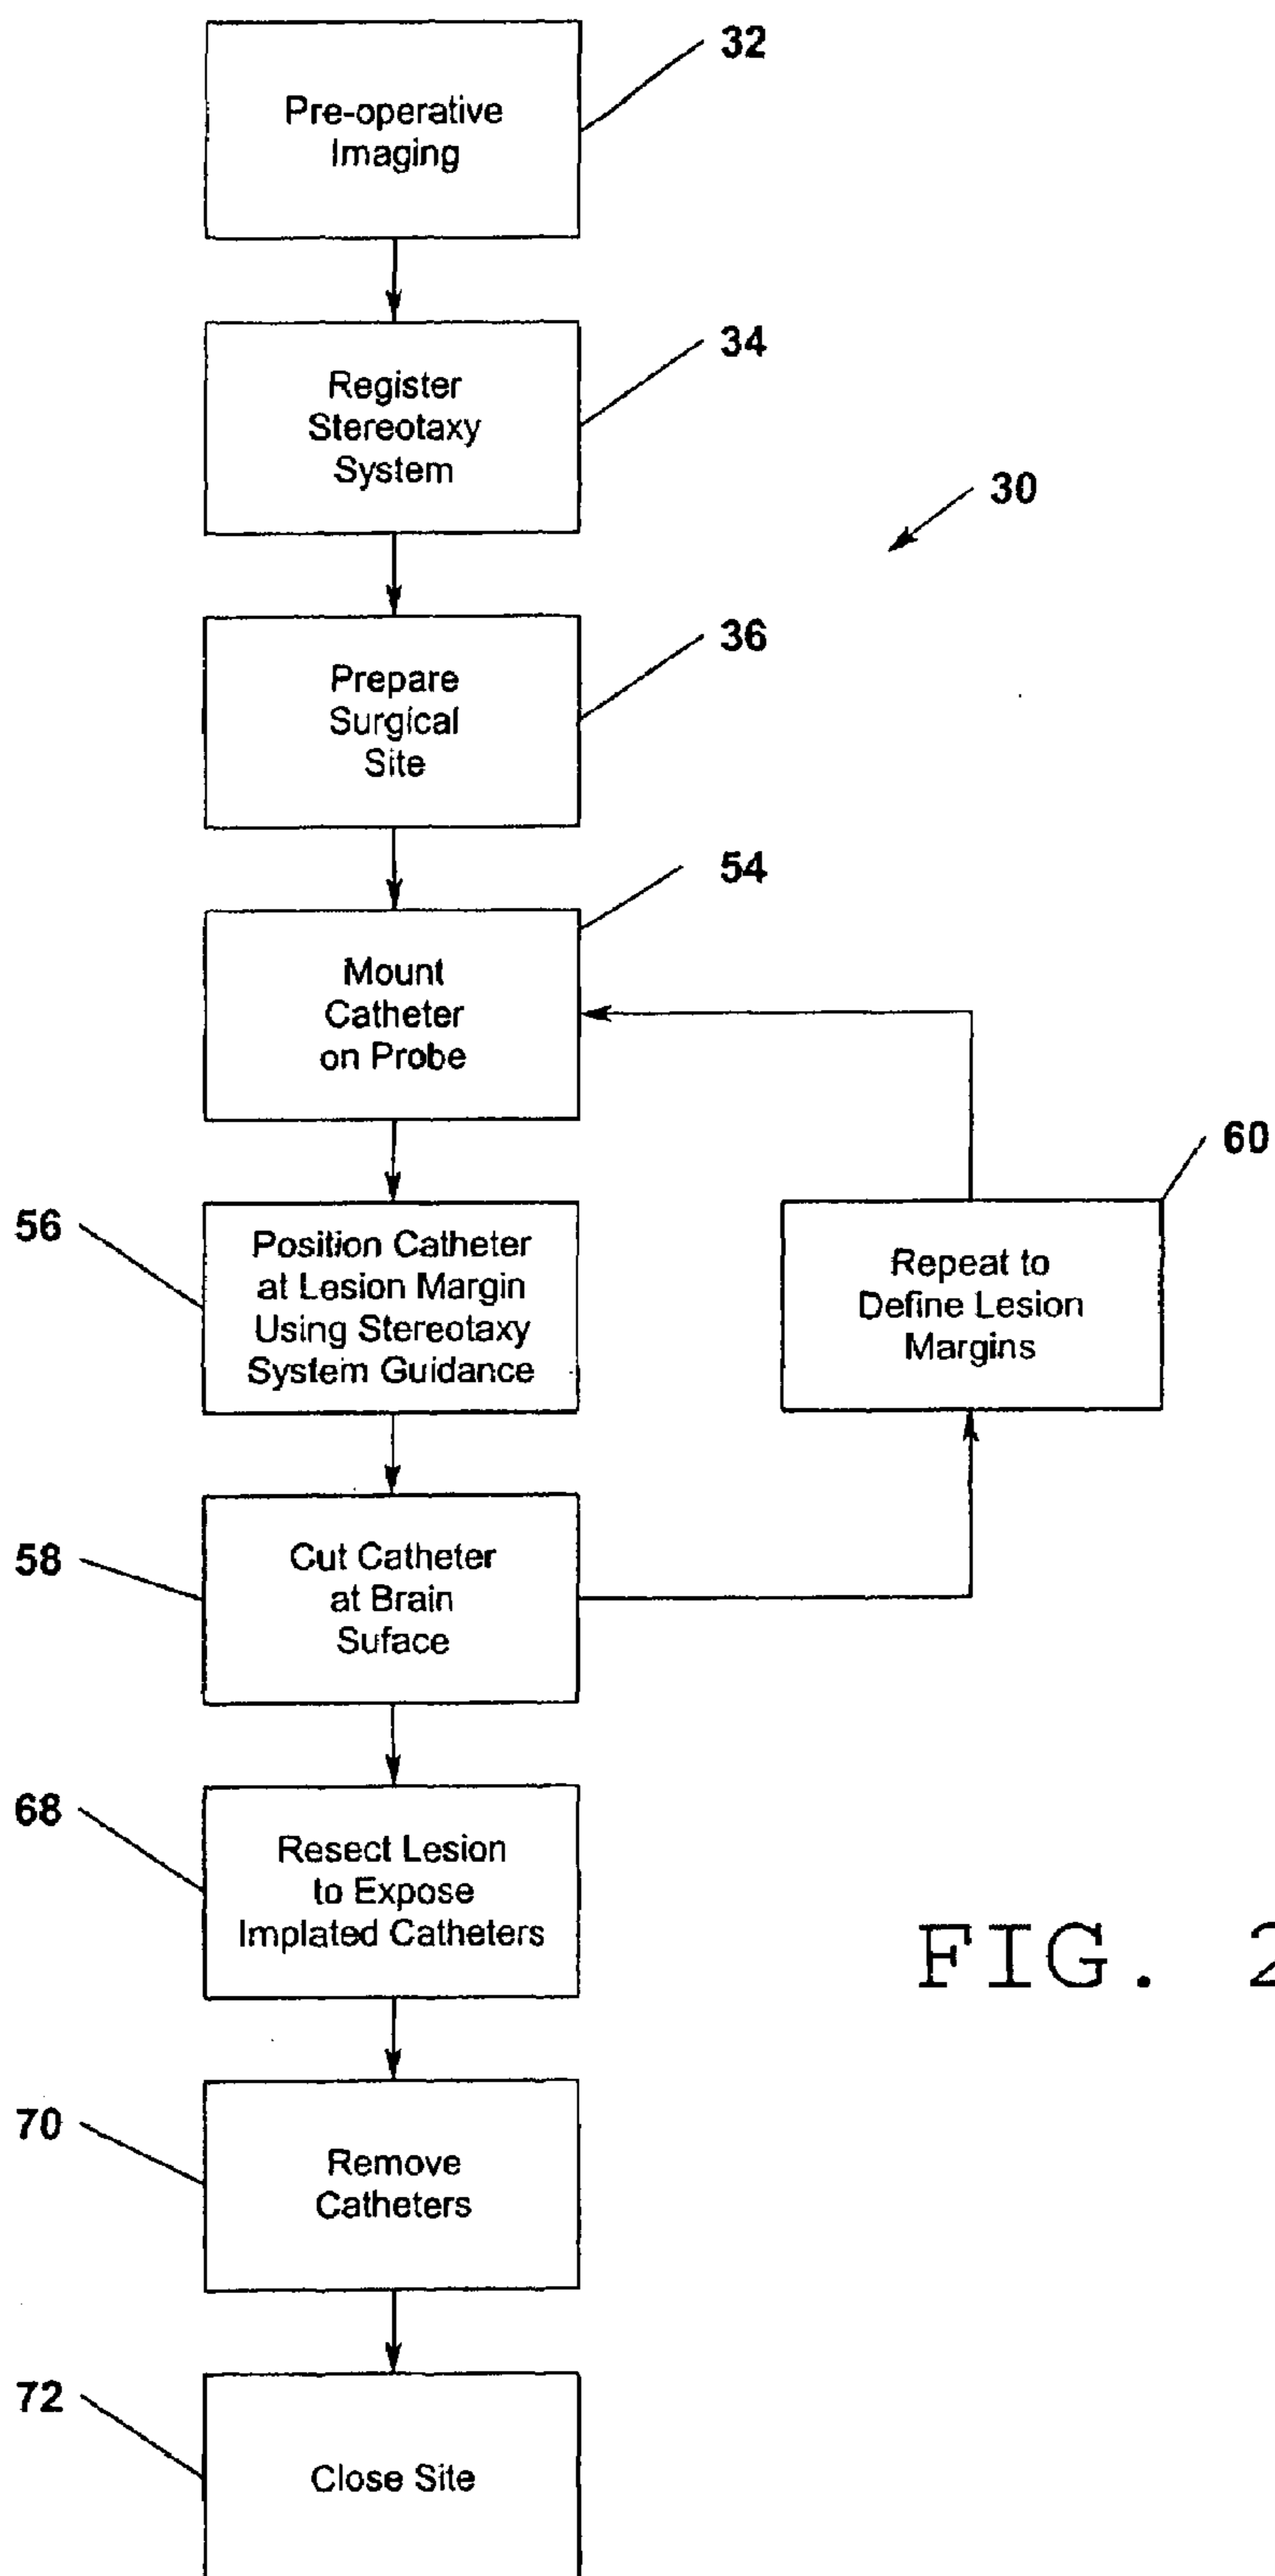 32
Pre-operative
Imaging
34
Register
Stereotaxy
System
30
36
Prepare
Surgical
Site
54
Mount
Catheter
on Probe
60
56
Position Catheter
at Lesion Margin
Using Stereotaxy
System Guidance
Repeat to
Define Lesion
Margins
58
Cut Catheter
at Brain
Suface
68
Resect Lesion
to Expose
Implated Catheters
FIG. 2
70
Remove
Catheters
72
Close Site